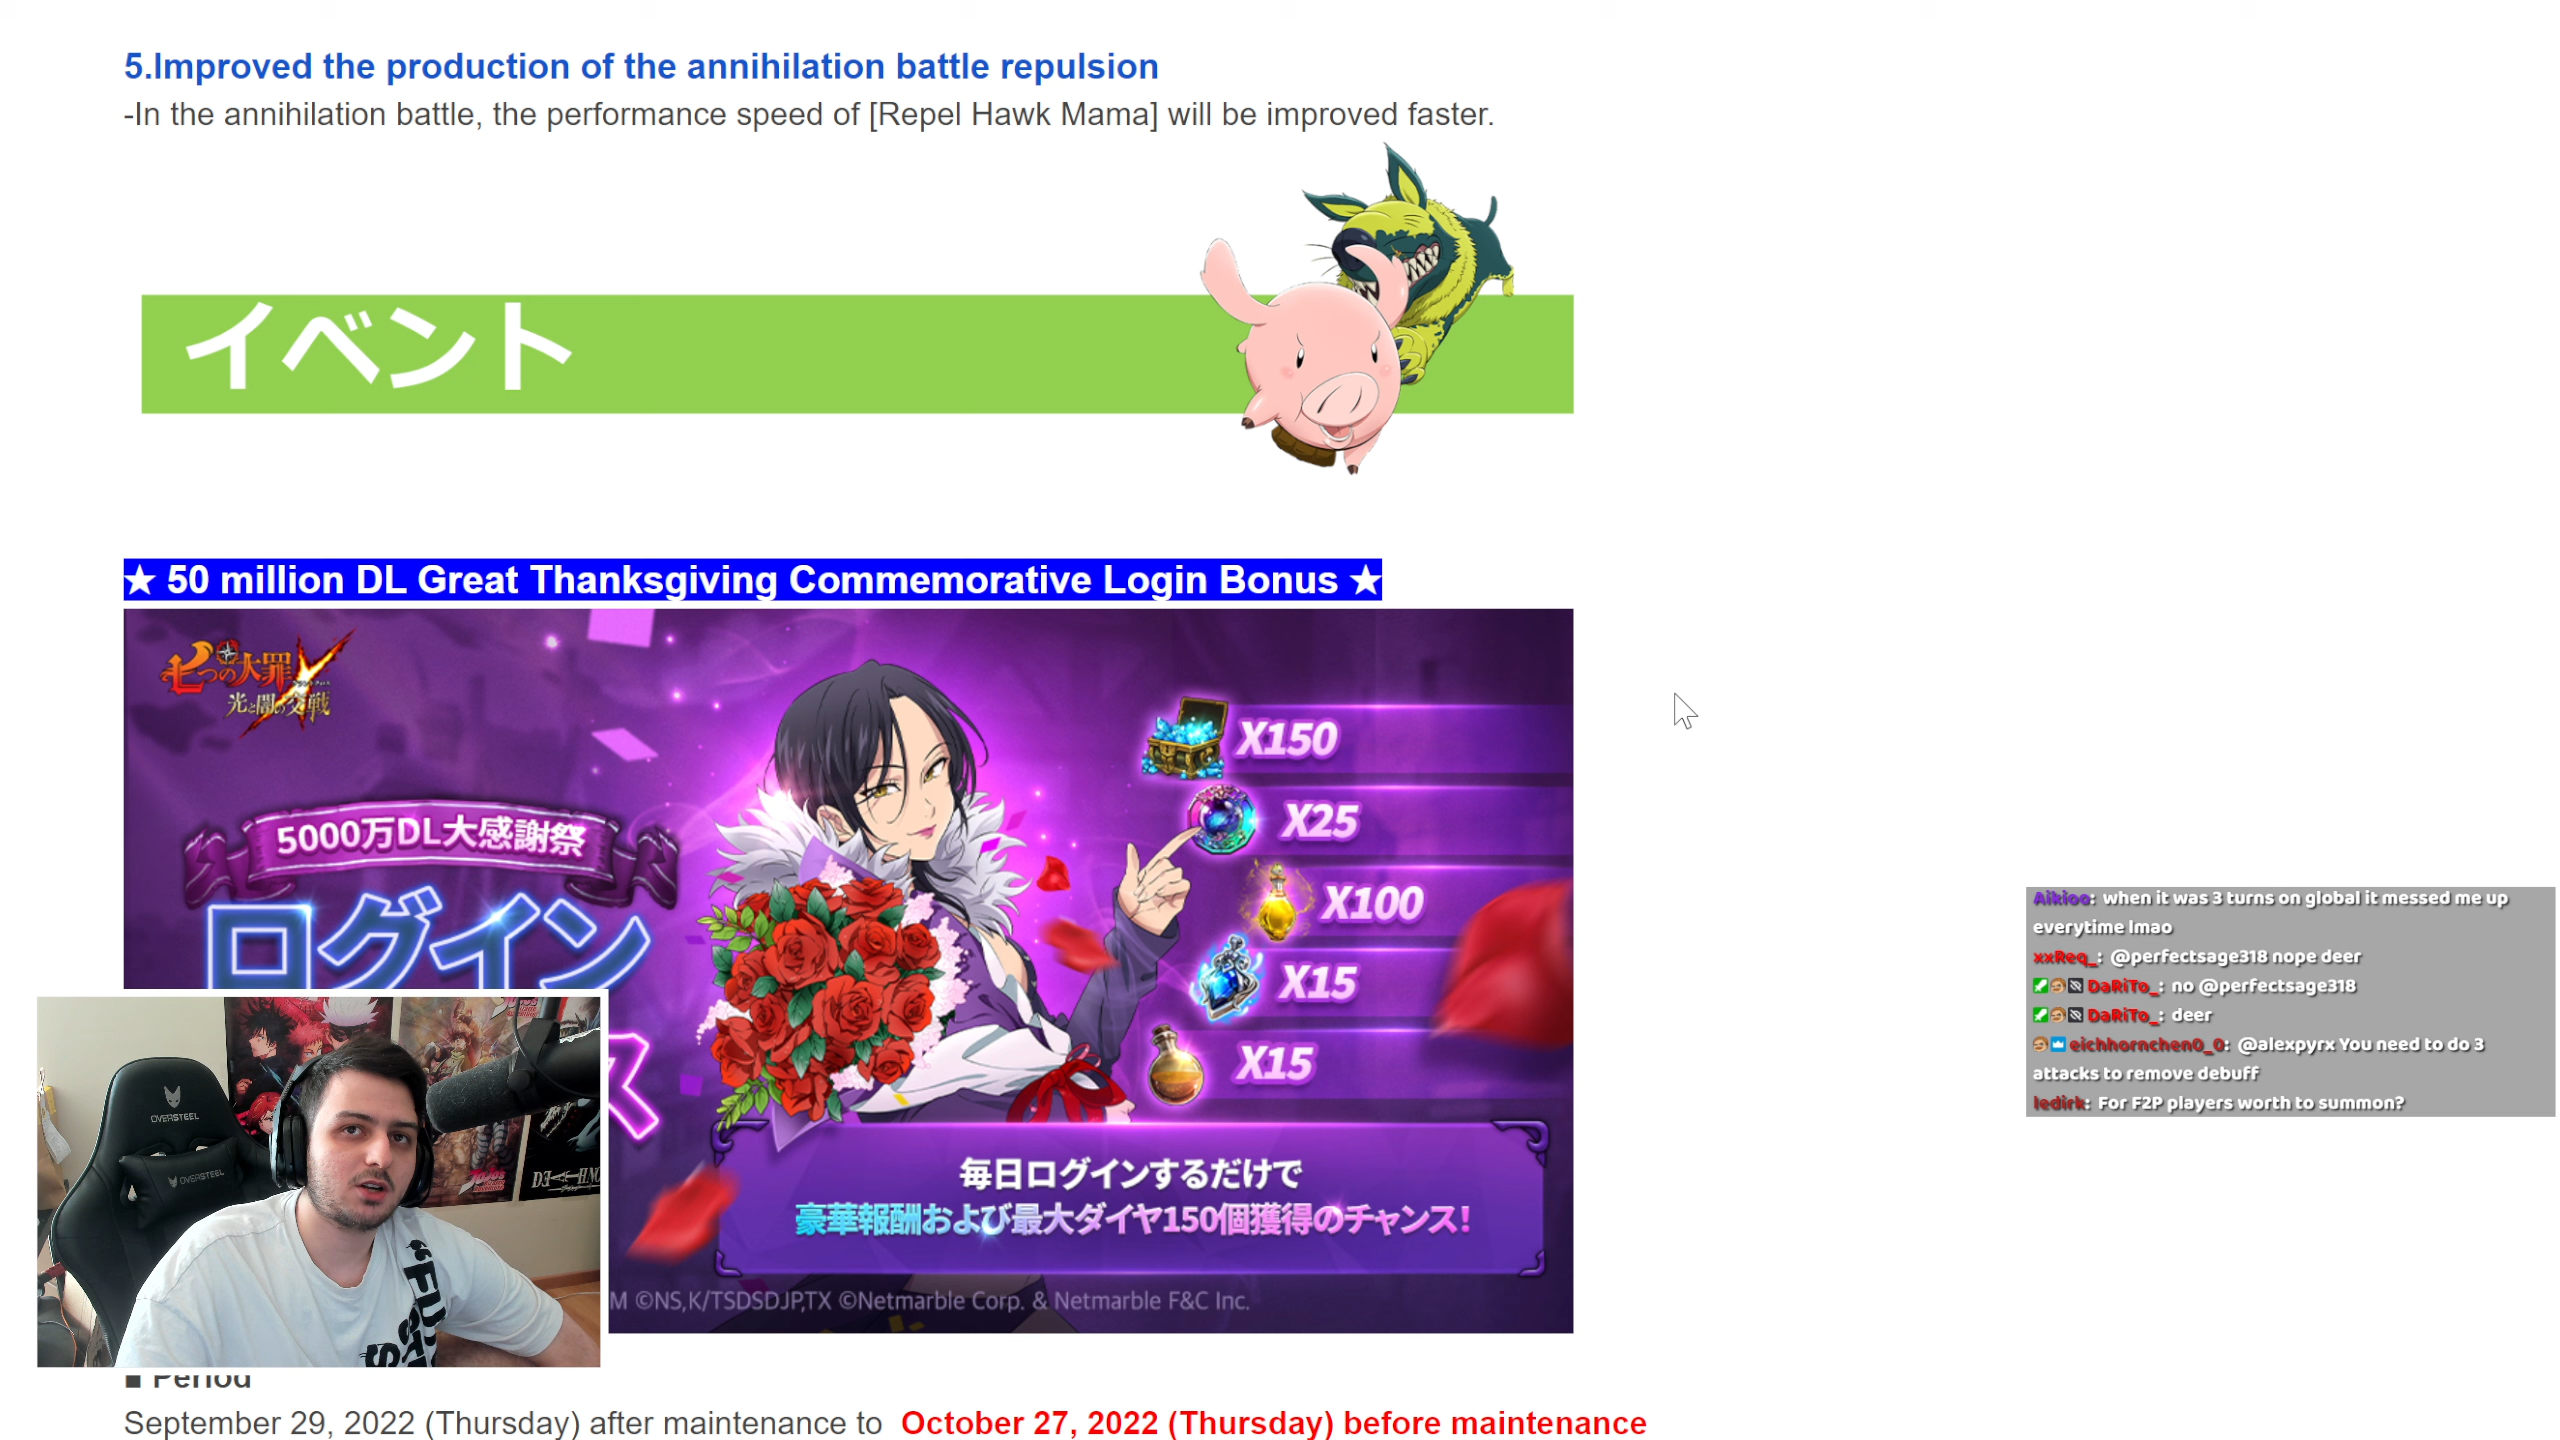 5.Improved the production of the annihilation battle repulsion
-In the annihilation battle, the performance speed of [Repel Hawk Mama] will be improved faster.
イベント
★ 50 million DL Great Thanksgiving Commemorative Login Bonus ★
七つの大罪
光と闇の交戦
5000万DL大感謝祭
ログイン
ス
X150
X25
X100
X15
X15
毎日ログインするだけで
豪華報酬および最大ダイヤ150個獲得のチャンス!
M ©NS,K/TSDSDJP,TX ©Netmarble Corp. & Netmarble F&C Inc.
OVERSTEEL
OVERSTEEL
Aikioo: when it was 3 turns on global it messed me up
everytime lmao
xxReq_: @perfectsage318 nope deer
DaRiTo_: no @perfectsage318
DaRiTo_: deer
eichhornchen0_0: @alexpyrx You need to do 3
attacks to remove debuff
ledirk: For F2P players worth to summon?
■ Period
September 29, 2022 (Thursday) after maintenance to October 27, 2022 (Thursday) before maintenance